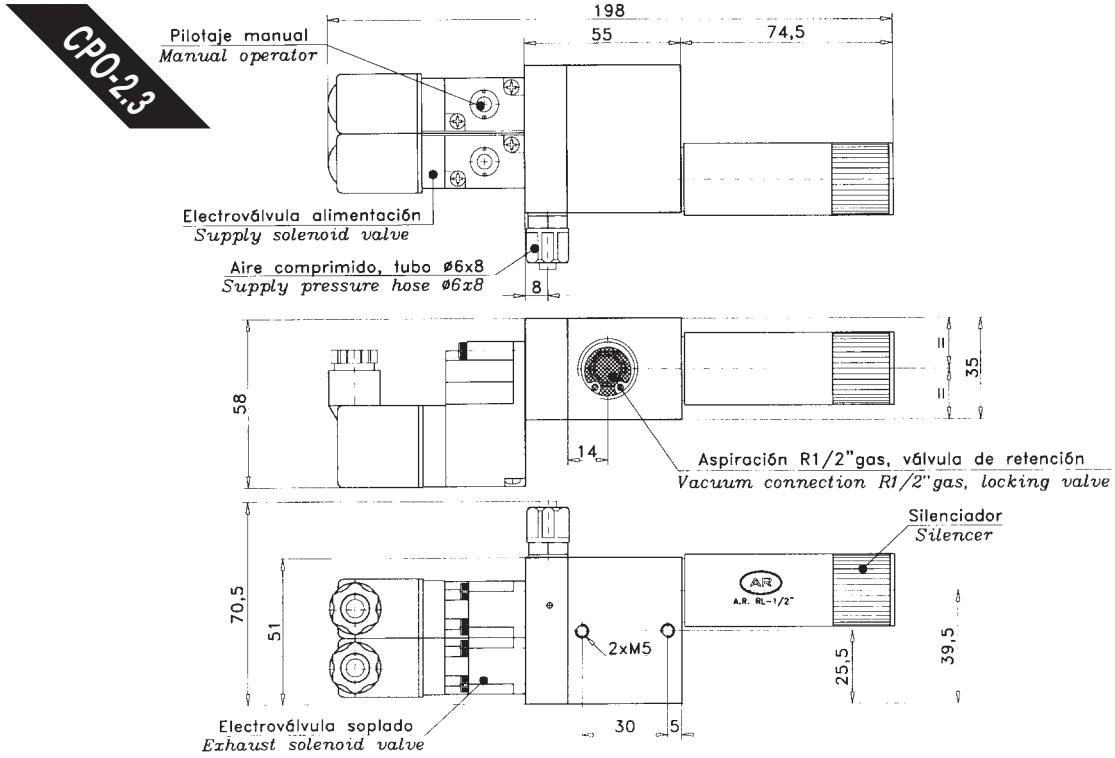 CPO-2,3
198
55
74,5
Pilotaje manual
Manual operator
Electroválvula alimentación
Supply solenoid valve
Aire comprimido, tubo ø6x8
Supply pressure hose ø6x8
8
58
14
=
=
35
Aspiración R1/2"gas, válvula de retención
Vacuum connection R1/2"gas, locking valve
Silenciador
Silencer
70,5
51
AR
A.R. RL-1/2"
2xM5
25,5
39,5
30
5
Electroválvula soplado
Exhaust solenoid valve